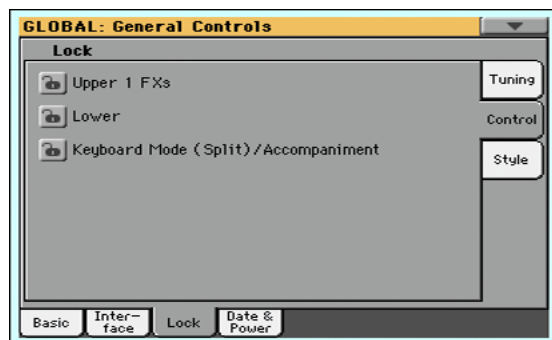 GLOBAL: General Controls
Lock
Upper 1 FXs
Lower
Keyboard Mode (Split)/Accompaniment
Tuning
Control
Style
Basic
Inter-
face
Lock
Date &
Power